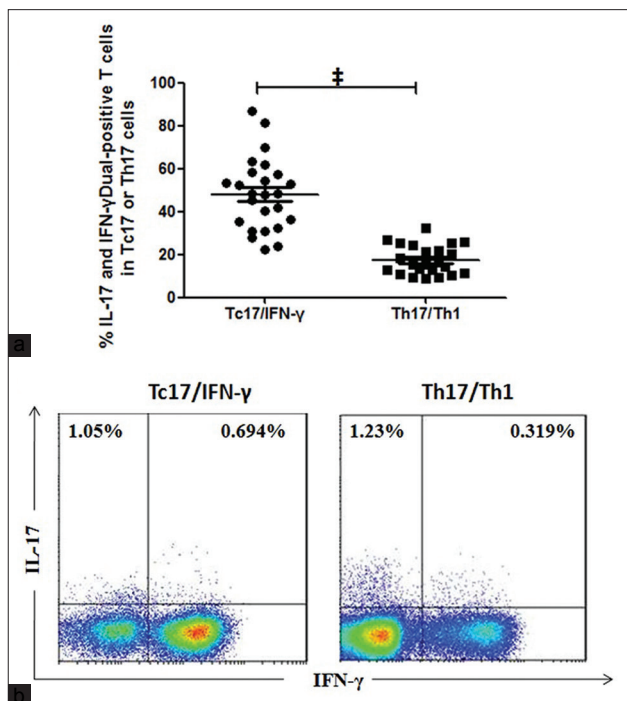 % IL-17 and IFN-γDual-positive T cells
in Tc17 or Th17 cells
‡
100
80
60
40
20
0
Tc17/IFN-γ
Th17/Th1
a
Tc17/IFN-γ
Th17/Th1
1.05%
0.694%
1.23%
0.319%
IL-17
IFN-γ
b